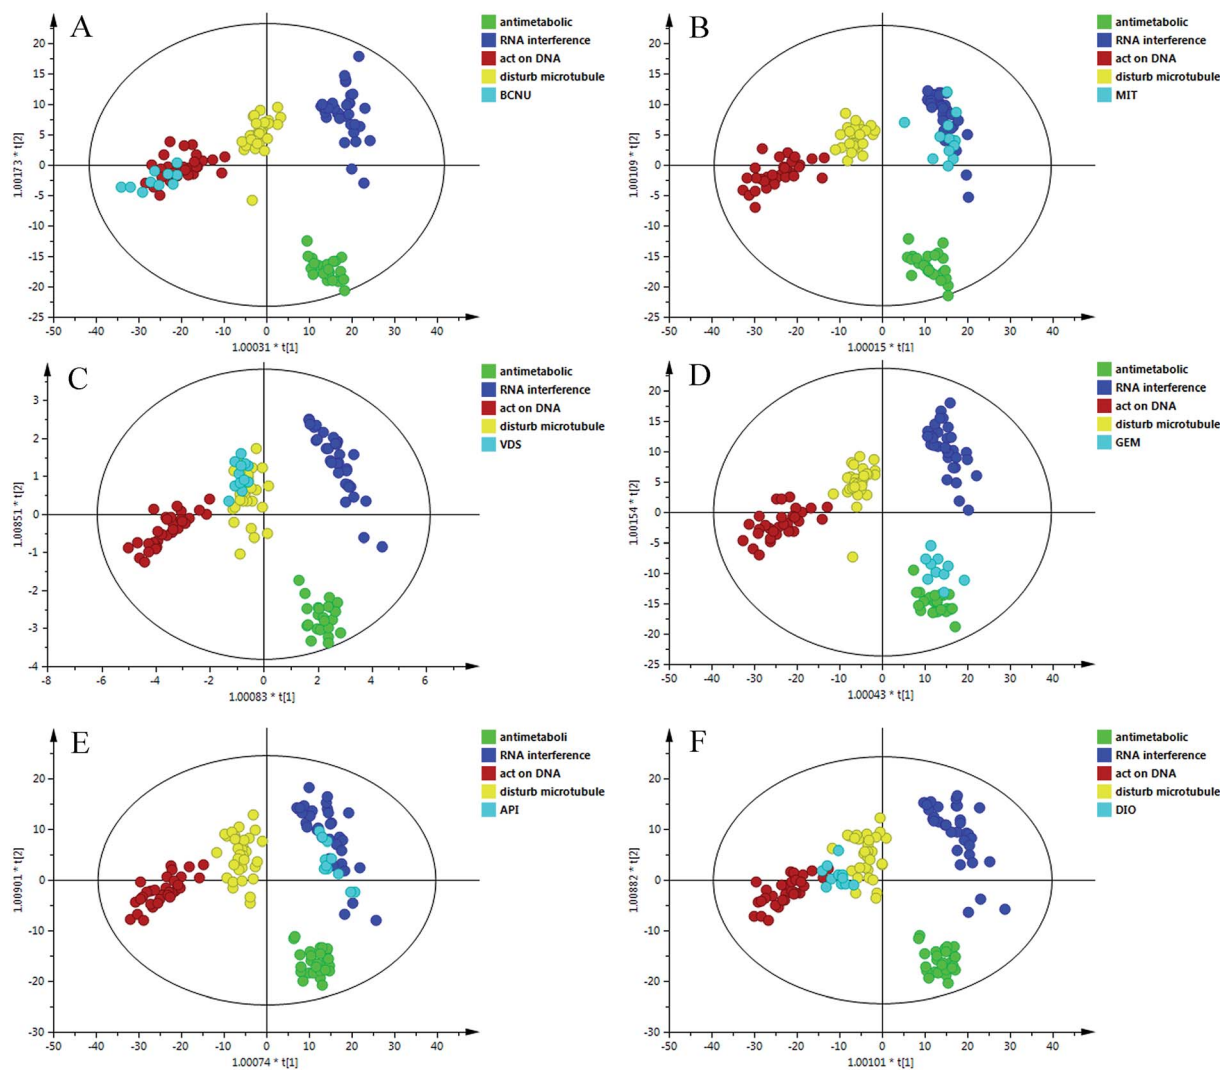 A
antimetabolic
RNA interference
act on DNA
disturb microtubule
BCNU
20
15
10
5
0
-5
-10
-15
-20
-25
-50 -40 -30 -20 -10 0 10 20 30 40
1.00173 * t[2]
1.00031 * t[1]
B
antimetabolic
RNA interference
act on DNA
disturb microtubule
MIT
20
15
10
5
0
-5
-10
-15
-20
-25
-50 -40 -30 -20 -10 0 10 20 30 40
1.00109 * t[2]
1.00015 * t[1]
C
antimetabolic
RNA interference
act on DNA
disturb microtubule
VDS
3
2
1
0
-1
-2
-3
-4
-8 -6 -4 -2 0 2 4 6
1.00851 * t[2]
1.00083 * t[1]
D
antimetabolic
RNA interference
act on DNA
disturb microtubule
GEM
20
15
10
5
0
-5
-10
-15
-20
-25
-50 -40 -30 -20 -10 0 10 20 30 40
1.00154 * t[2]
1.00043 * t[1]
E
antimetaboli
RNA interference
act on DNA
disturb microtubule
API
20
10
0
-10
-20
-30
-50 -40 -30 -20 -10 0 10 20 30 40
1.00901 * t[2]
1.00074 * t[1]
F
antimetabolic
RNA interference
act on DNA
disturb microtubule
DIO
20
10
0
-10
-20
-30
-50 -40 -30 -20 -10 0 10 20 30 40
1.00882 * t[2]
1.00101 * t[1]